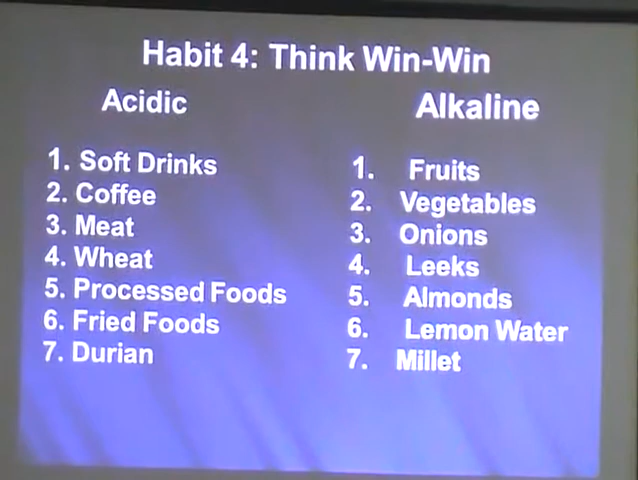 Habit 4: Think Win-Win
Acidic
1. Soft Drinks
2. Coffee
3. Meat
4. Wheat
5. Processed Foods
6. Fried Foods
7. Durian
Alkaline
1. Fruits
2. Vegetables
3. Onions
4. Leeks
5. Almonds
6. Lemon Water
7. Millet